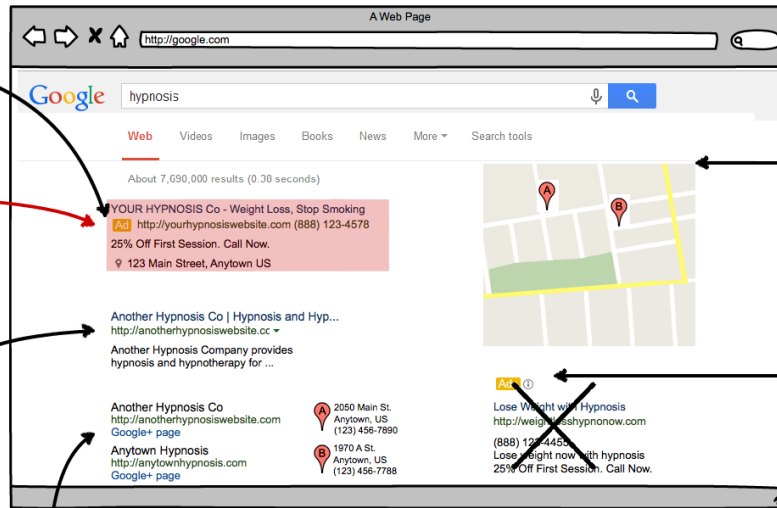 A Web Page
http://google.com
Google
hypnosis
Web Videos Images Books News More Search tools
About 7,690,000 results (0.30 seconds)
YOUR HYPNOSIS Co - Weight Loss, Stop Smoking
Ad http://yourhypnosiswebsite.com (888) 123-4578
25% Off First Session. Call Now.
123 Main Street, Anytown US
A
B
Another Hypnosis Co | Hypnosis and Hyp...
http://anotherhypnosiswebsite.cc
Another Hypnosis Company provides
hypnosis and hypnotherapy for ...
Another Hypnosis Co
http://anotherhypnosiswebsite.com
Google+ page
A
2050 Main St.
Anytown, US
(123) 456-7890
Anytown Hypnosis
http://anytownhypnosis.com
Google+ page
B
1970 A St.
Anytown, US
(123) 456-7788
Ads
Lose Weight with Hypnosis
http://weightlosshypnonow.com
(888) 123-4455
Lose weight now with hypnosis
25% Off First Session. Call Now.